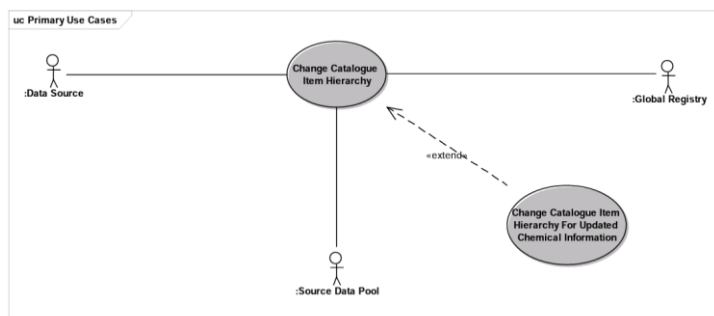 uc Primary Use Cases
Change Catalogue
Item Hierarchy
:Data Source
:Global Registry
«extend»
Change Catalogue Item
Hierarchy For Updated
Chemical Information
:Source Data Pool